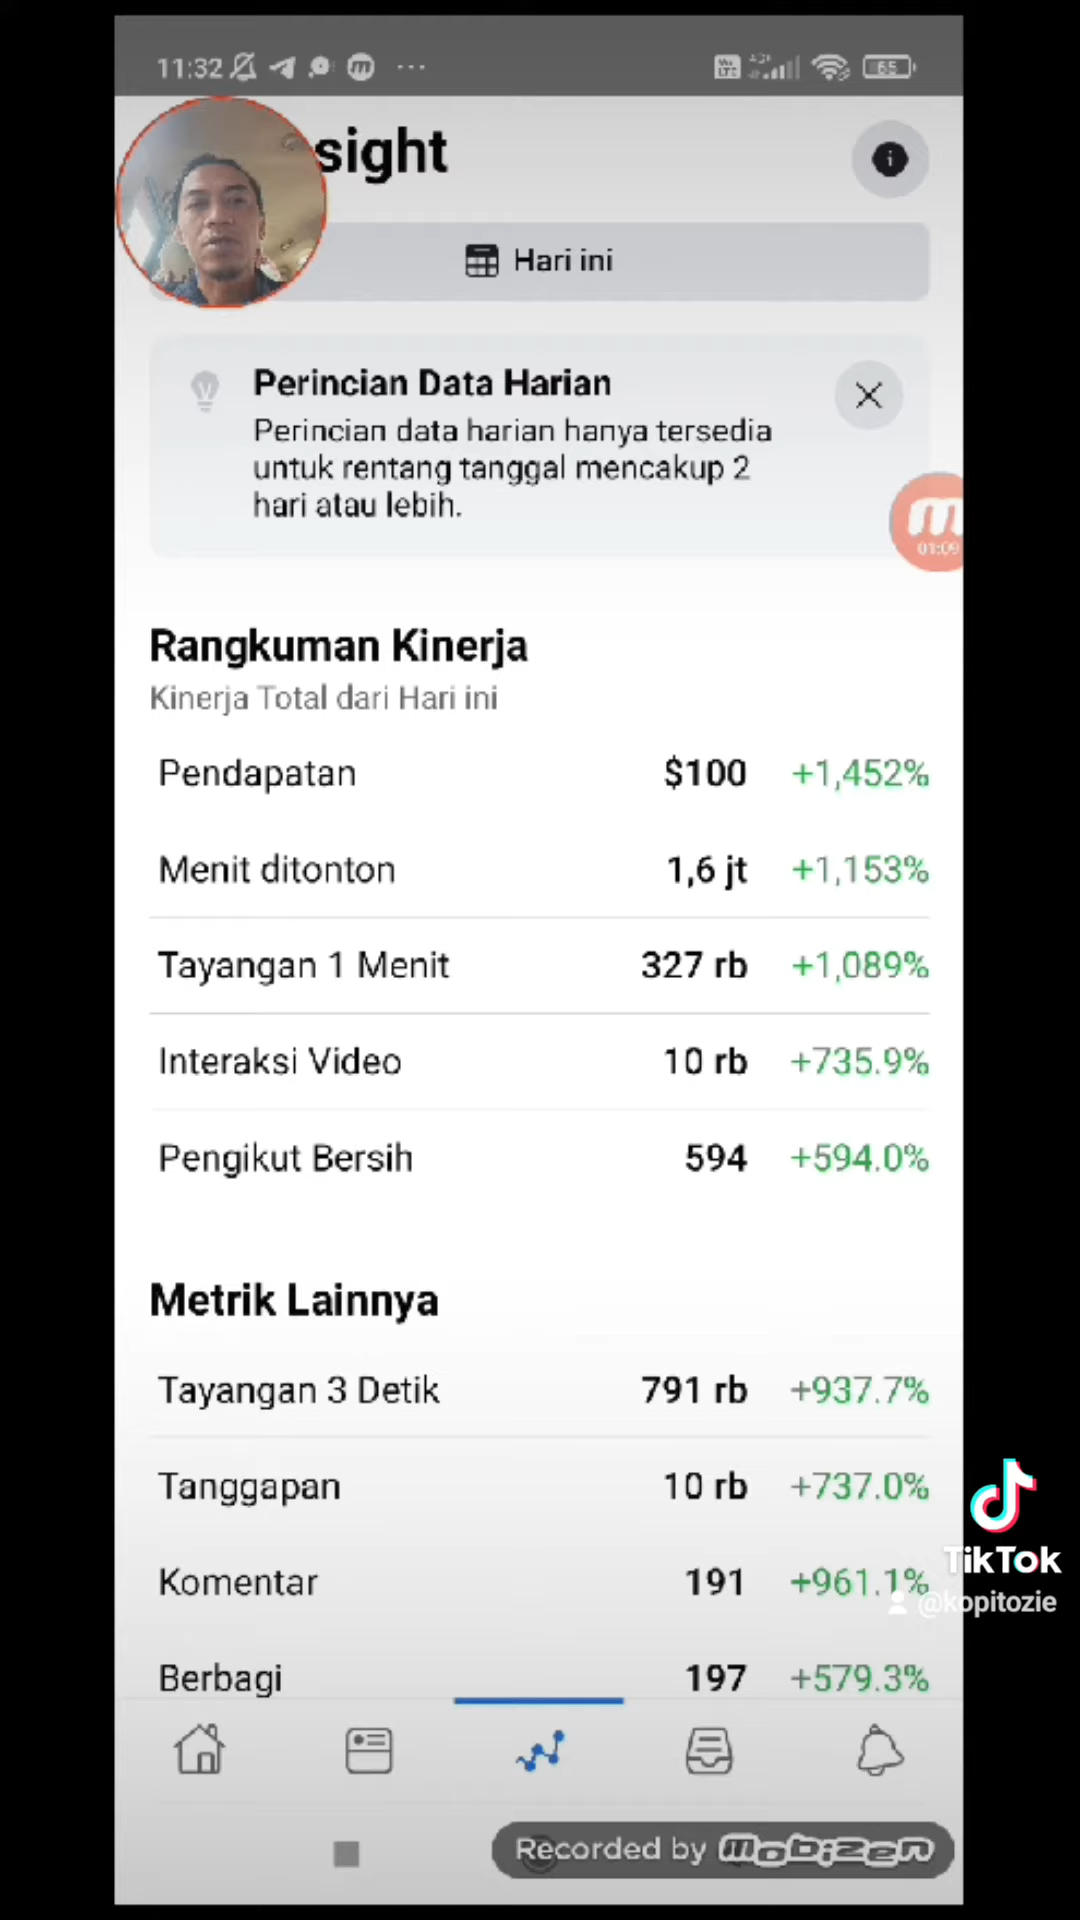 11:32
65
sight
Hari ini
Perincian Data Harian
Perincian data harian hanya tersedia
untuk rentang tanggal mencakup 2
hari atau lebih.
01:09
Rangkuman Kinerja
Kinerja Total dari Hari ini
Pendapatan $100 +1,452%
Menit ditonton 1,6 jt +1,153%
Tayangan 1 Menit 327 rb +1,089%
Interaksi Video 10 rb +735.9%
Pengikut Bersih 594 +594.0%
Metrik Lainnya
Tayangan 3 Detik 791 rb +937.7%
Tanggapan 10 rb +737.0%
Komentar 191 +961.1%
Berbagi 197 +579.3%
TikTok
@kopitozie
Recorded by mobizen